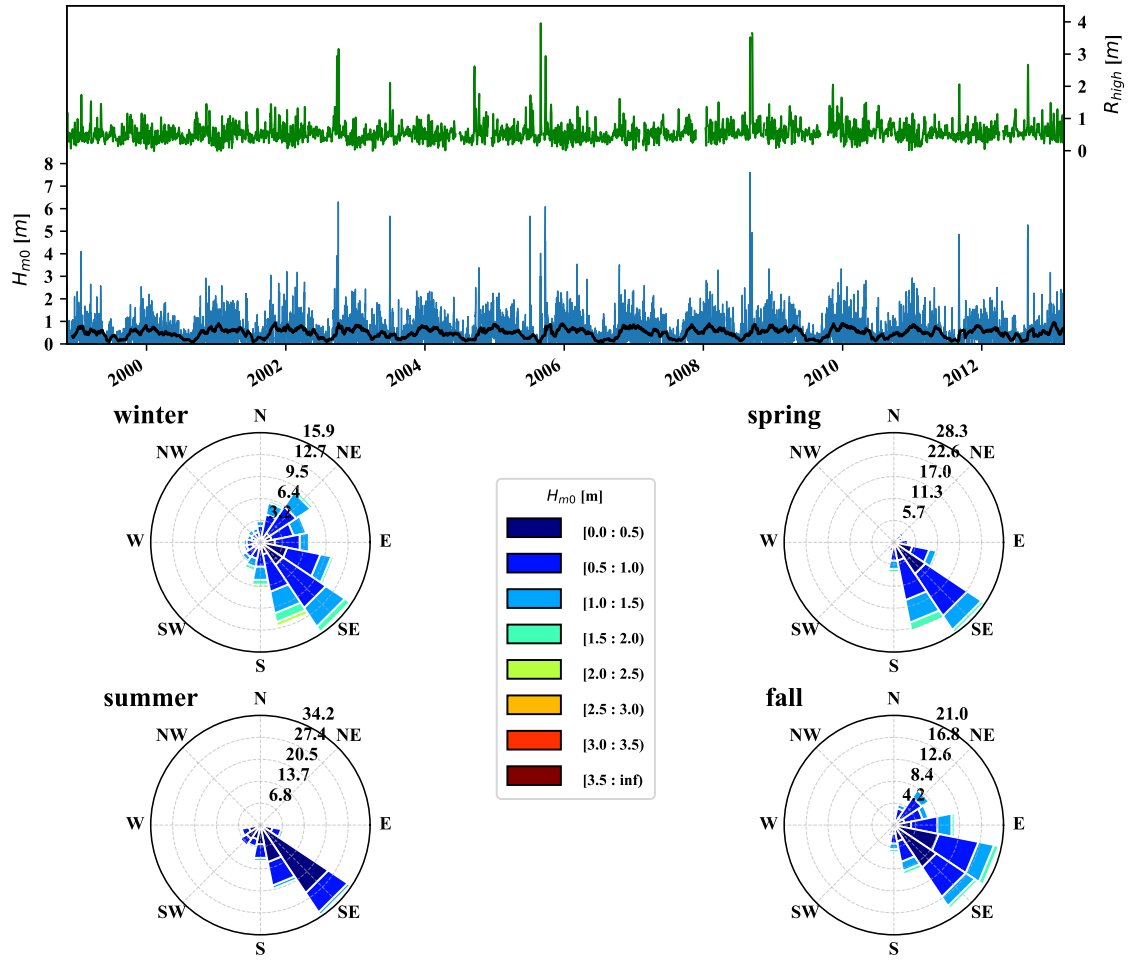 4
3
2
1
0
R_high [m]
8
7
6
5
4
3
2
1
0
H_m0 [m]
2000
2002
2004
2006
2008
2010
2012
winter
N
NE
E
SE
S
SW
W
NW
15.9
12.7
9.5
6.4
3.2
spring
N
NE
E
SE
S
SW
W
NW
28.3
22.6
17.0
11.3
5.7
H_m0 [m]
[0.0 : 0.5)
[0.5 : 1.0)
[1.0 : 1.5)
[1.5 : 2.0)
[2.0 : 2.5)
[2.5 : 3.0)
[3.0 : 3.5)
[3.5 : inf)
summer
N
NE
E
SE
S
SW
W
NW
34.2
27.4
20.5
13.7
6.8
fall
N
NE
E
SE
S
SW
W
NW
21.0
16.8
12.6
8.4
4.2